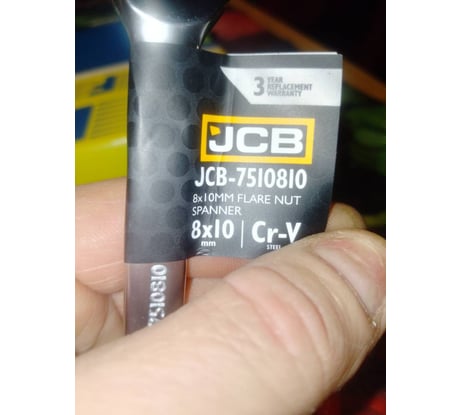 3 YEAR
REPLACEMENT
WARRANTY
JCB
JCB-7510810
8x10MM FLARE NUT
SPANNER
8x10 | Cr-V
mm STEEL
7510810